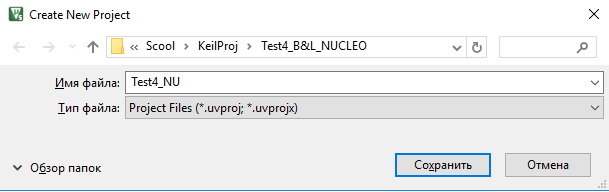 Create New Project
« Scool > KeilProj > Test4_B&L_NUCLEO
Имя файла: Test4_NU
Тип файла: Project Files (*.uvproj; *.uvprojx)
Обзор папок
Сохранить
Отмена